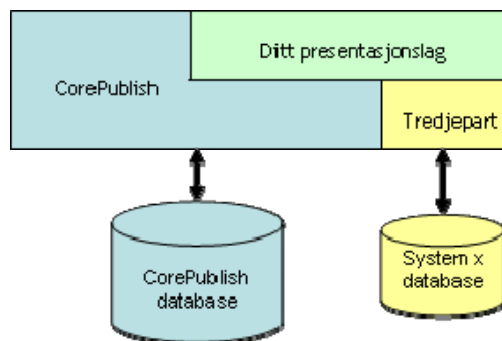 Ditt presentasjonslag
CorePublish
Tredjepart
CorePublish
database
System x
database